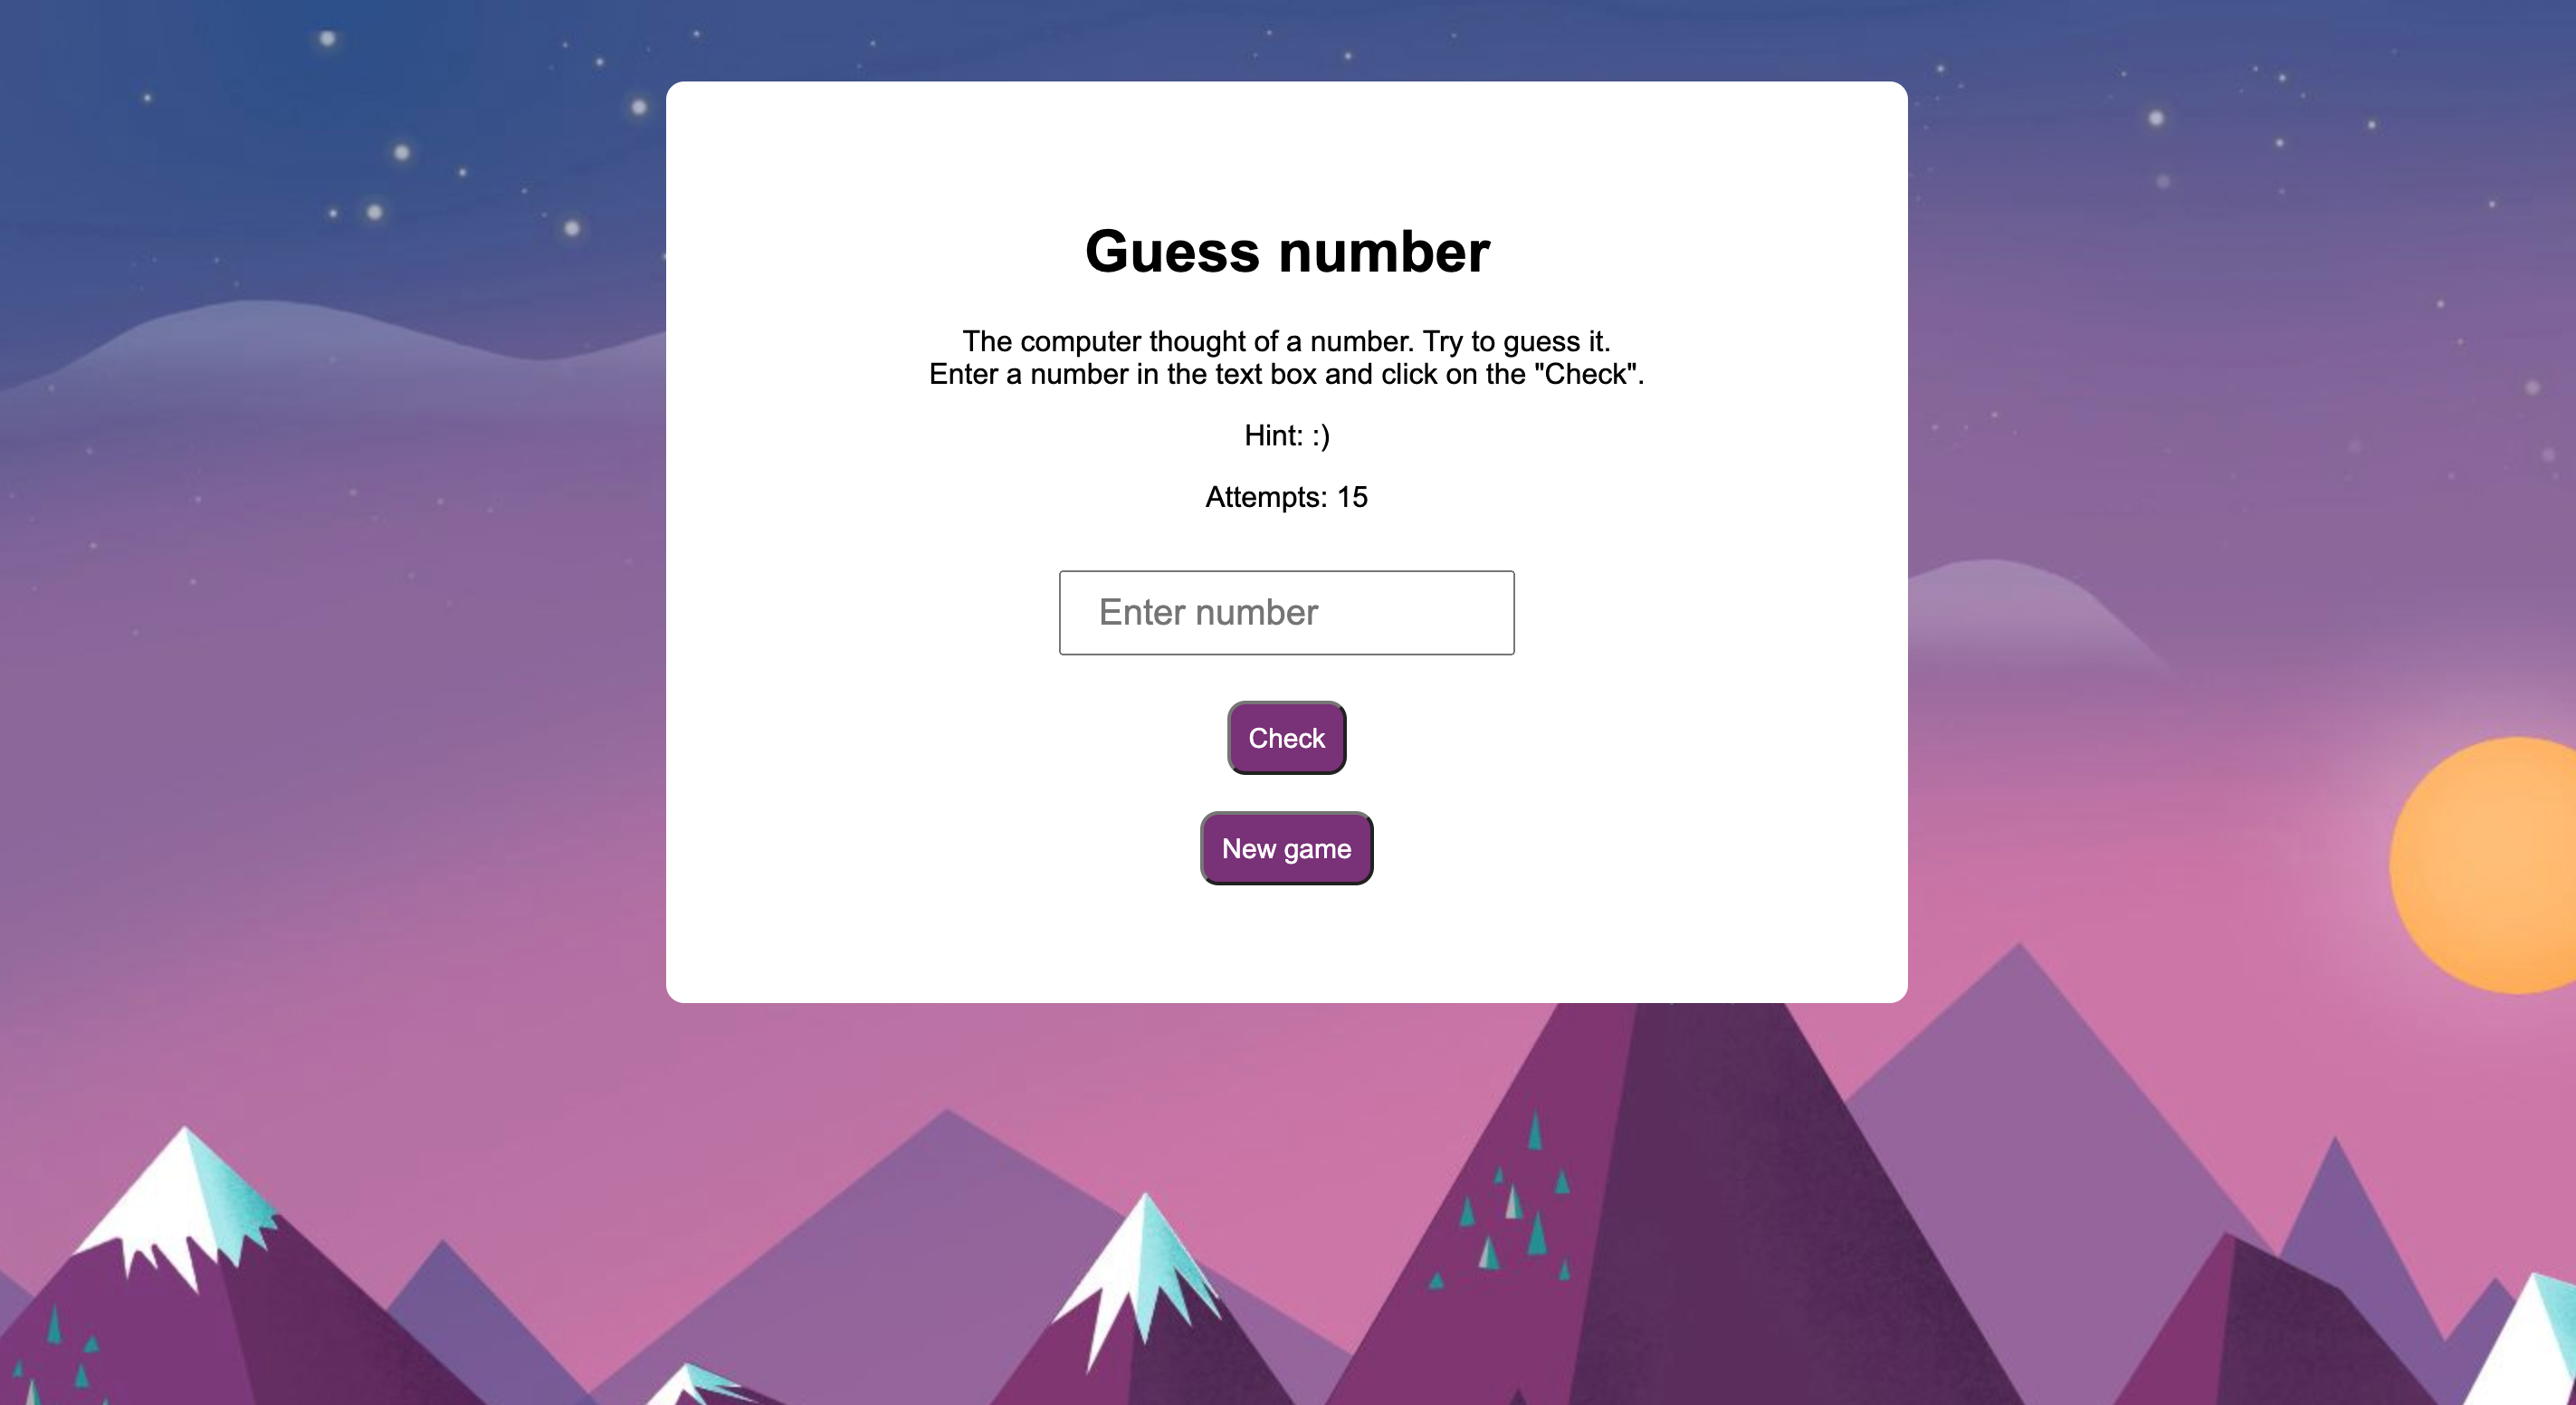 Guess number
The computer thought of a number. Try to guess it.
Enter a number in the text box and click on the "Check".
Hint: :)
Attempts: 15
Enter number
Check
New game